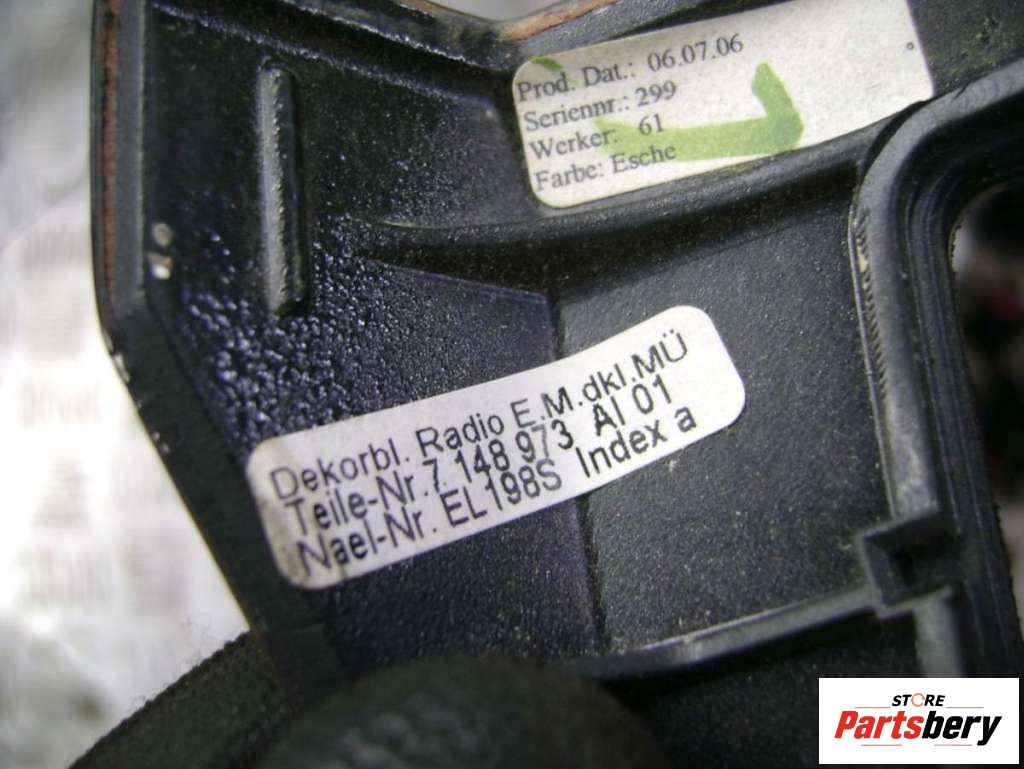 Prod. Dat.: 06.07.06
Seriennr.: 299
Werker: 61
Farbe: Esche
Dekorbl. Radio E.M.dkl.MÜ
Teile-Nr.7 148 973 AI 01
Nael-Nr. EL198S Index a
STORE
Partsbery